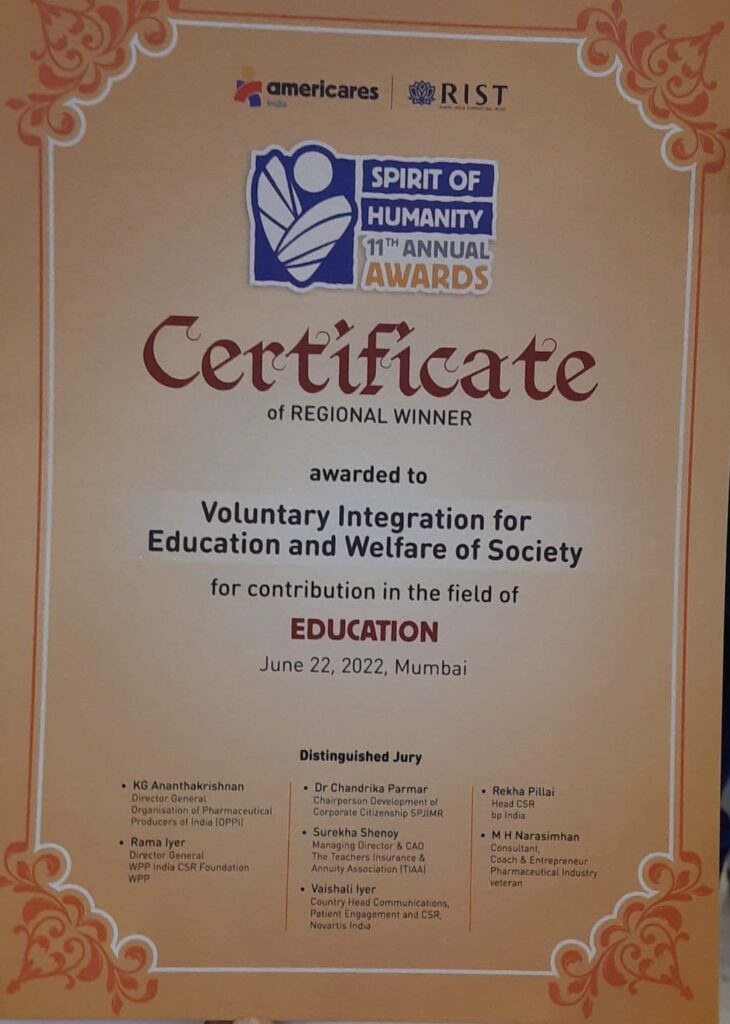 americares
India
RIST
SPIRIT OF
HUMANITY
11TH ANNUAL
AWARDS
Certificate
of REGIONAL WINNER
awarded to
Voluntary Integration for
Education and Welfare of Society
for contribution in the field of
EDUCATION
June 22, 2022, Mumbai
Distinguished Jury
• KG Ananthakrishnan
Director General
Organisation of Pharmaceutical
Producers of India (OPPI)
• Rama Iyer
Director General
WPP India CSR Foundation
WPP
• Dr Chandrika Parmar
Chairperson Development of
Corporate Citizenship SPJIMR
• Surekha Shenoy
Managing Director & CAO
The Teachers Insurance &
Annuity Association (TIAA)
• Vaishali Iyer
Country Head Communications,
Patient Engagement and CSR,
Novartis India
• Rekha Pillai
Head CSR
bp India
• M H Narasimhan
Consultant,
Coach & Entrepreneur
Pharmaceutical Industry
veteran